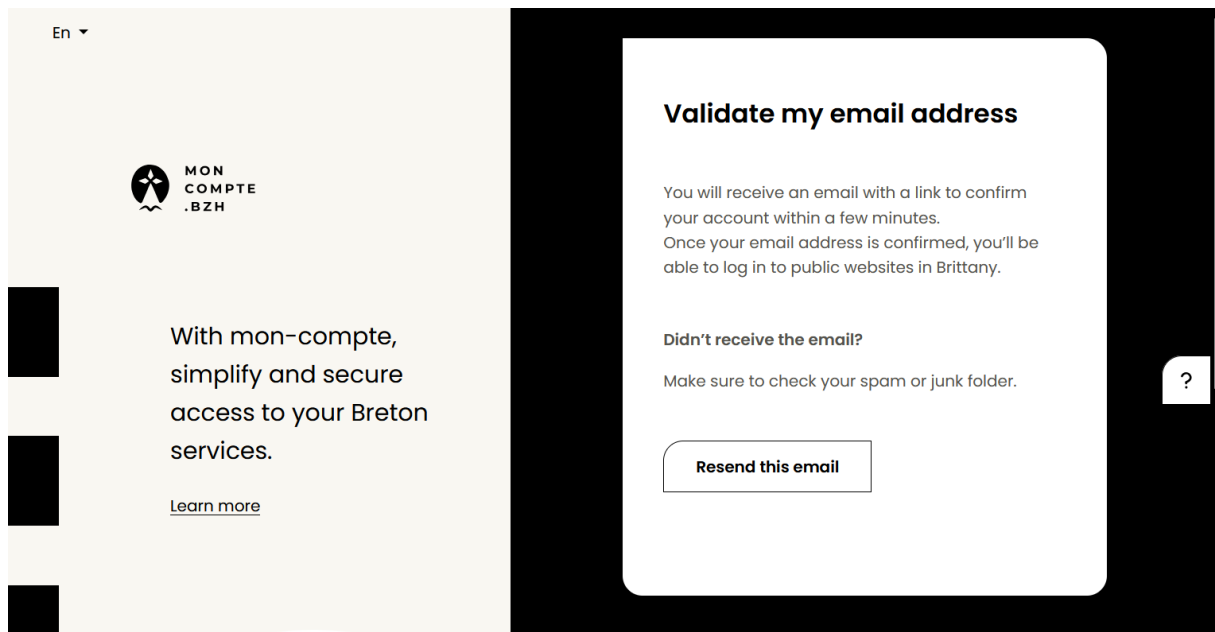 En
MON
COMPTE
.BZH
With mon-compte,
simplify and secure
access to your Breton
services.
Learn more
Validate my email address
You will receive an email with a link to confirm
your account within a few minutes.
Once your email address is confirmed, you’ll be
able to log in to public websites in Brittany.
Didn’t receive the email?
Make sure to check your spam or junk folder.
Resend this email
?